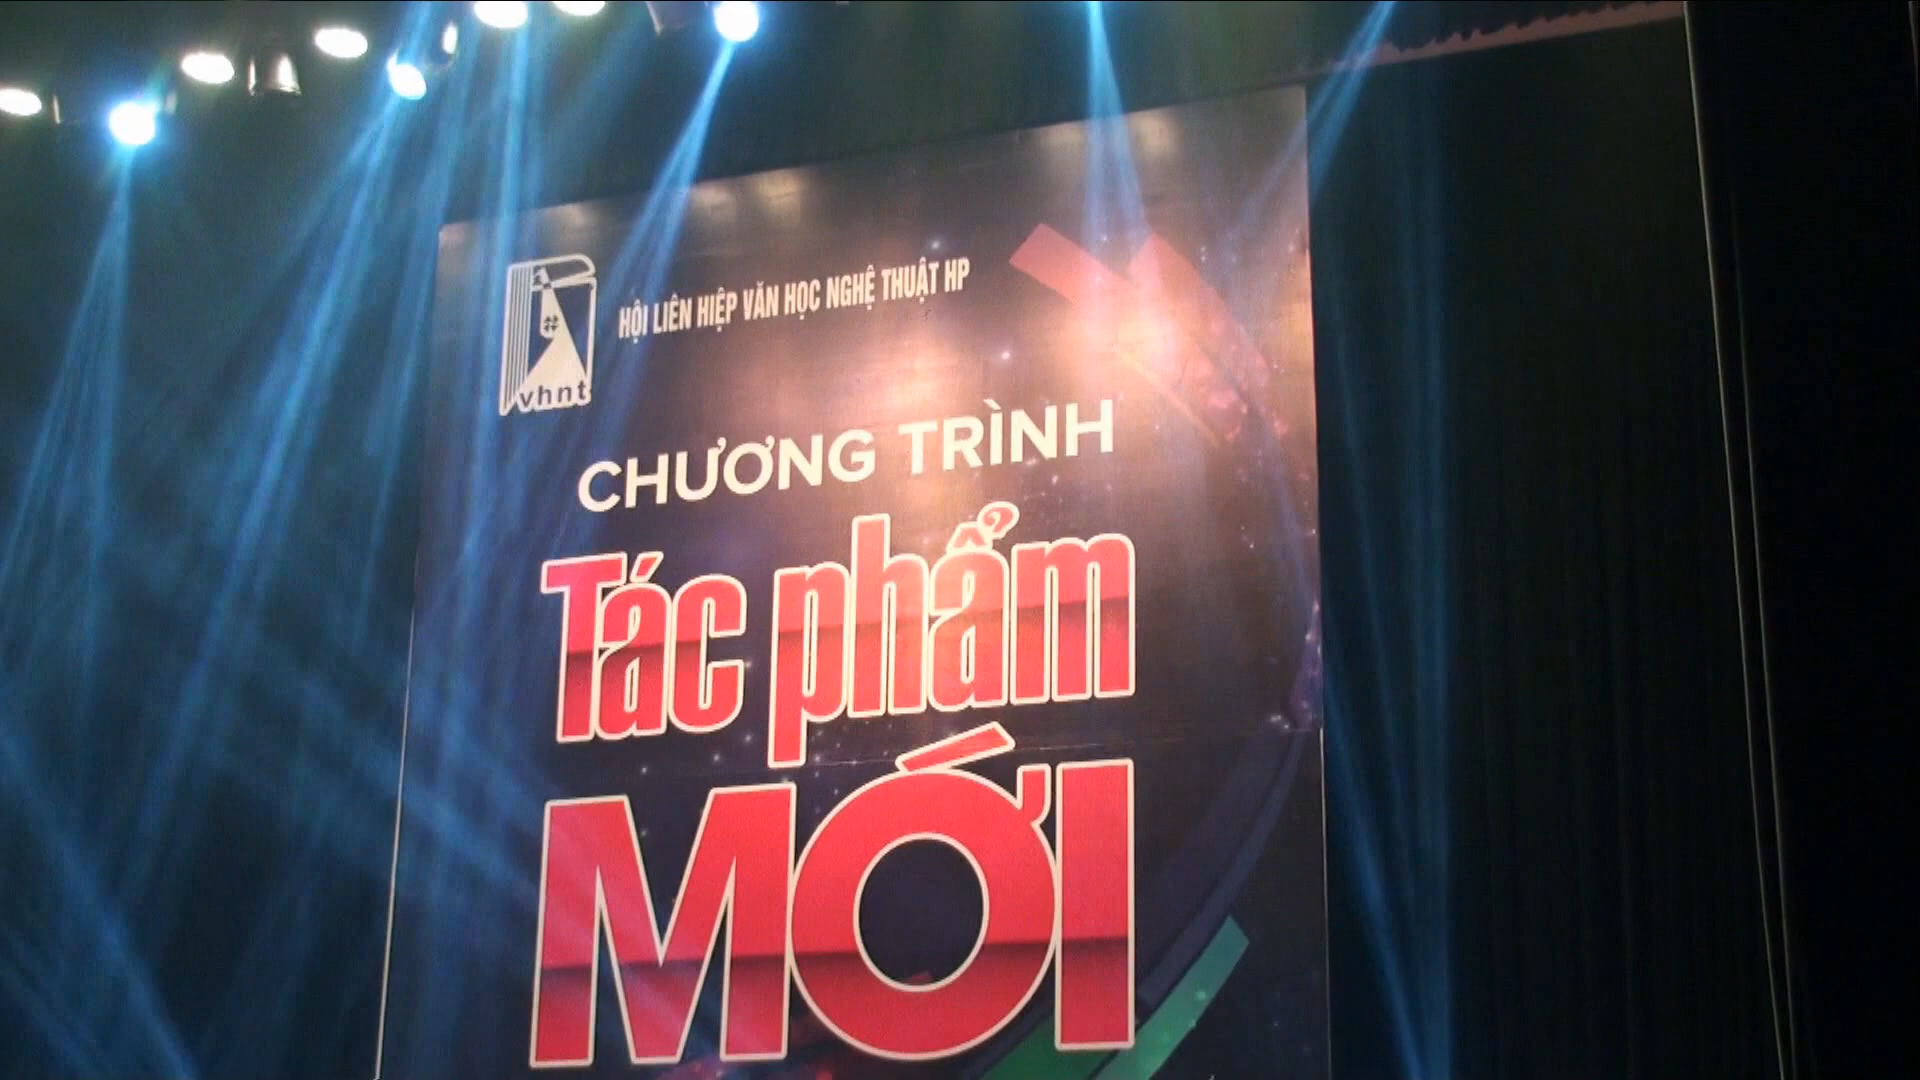 HỘI LIÊN HIỆP VĂN HỌC NGHỆ THUẬT HP
vhnt
CHƯƠNG TRÌNH
Tác phẩm
MỚI